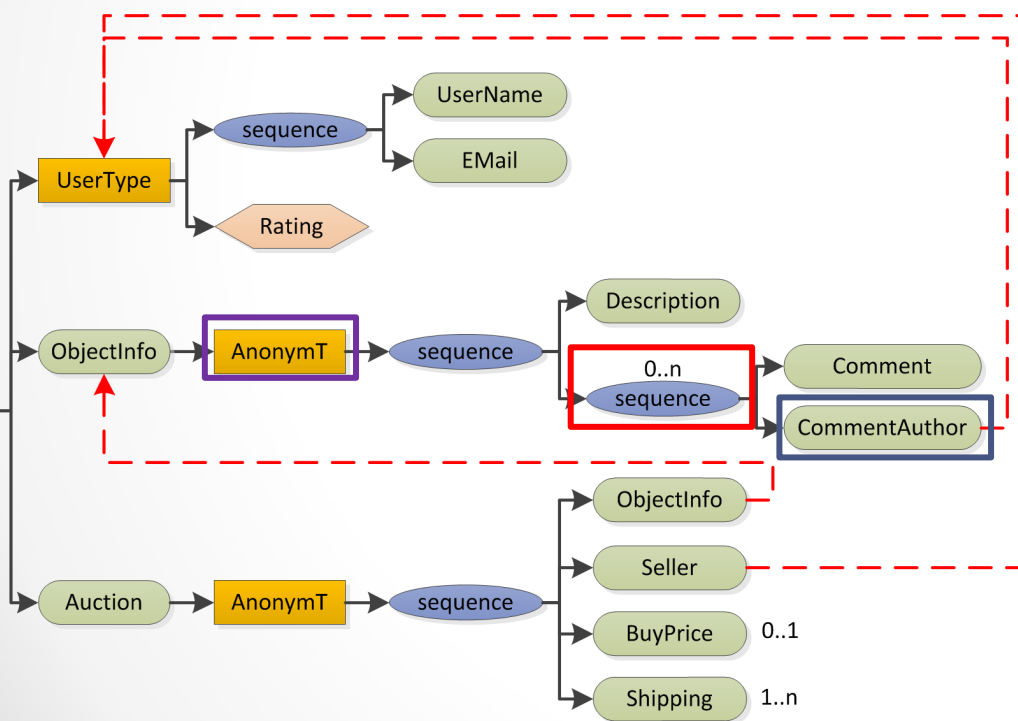 UserName
sequence
EMail
UserType
Rating
Description
ObjectInfo
AnonymT
sequence
0..n
sequence
Comment
CommentAuthor
ObjectInfo
Seller
Auction
AnonymT
sequence
BuyPrice
0..1
Shipping
1..n